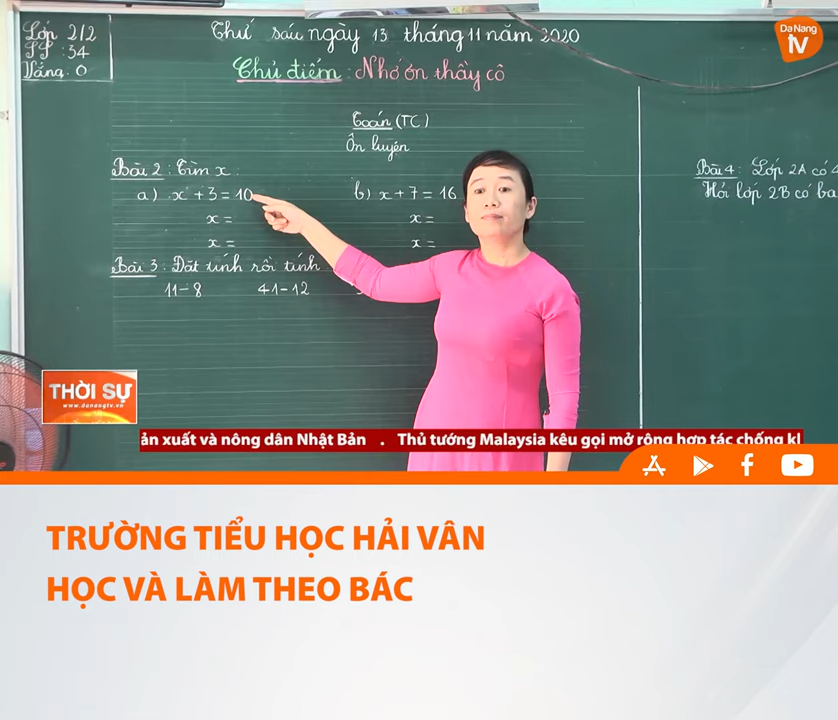 Lớp 2/2
SS : 34
Vắng. 0
Thứ sáu ngày 13 tháng 11 năm 2020
Chủ điểm : Nhớ ơn thầy cô
Da Nang
tv
Toán (TC)
Ôn luyện
Bài 2 : Tìm x :
a) x + 3 = 10
x =
x =
b) x + 7 = 16
x =
x =
Bài 3 : Đặt tính rồi tính
11 – 8 41 – 12
Bài 4 : Lớp 2A có 4
Hỏi lớp 2B có ba
THỜI SỰ
www.danangtv.vn
ản xuất và nông dân Nhật Bản . Thủ tướng Malaysia kêu gọi mở rộng hợp tác chống kh
TRƯỜNG TIỂU HỌC HẢI VÂN
HỌC VÀ LÀM THEO BÁC